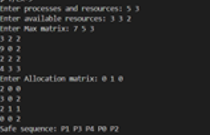 Enter processes and resources: 5 3
Enter available resources: 3 3 2
Enter Max matrix: 7 5 3
3 2 2
9 0 2
2 2 2
4 3 3
Enter Allocation matrix: 0 1 0
2 0 0
3 0 2
2 1 1
0 0 2
Safe sequence: P1 P3 P4 P0 P2